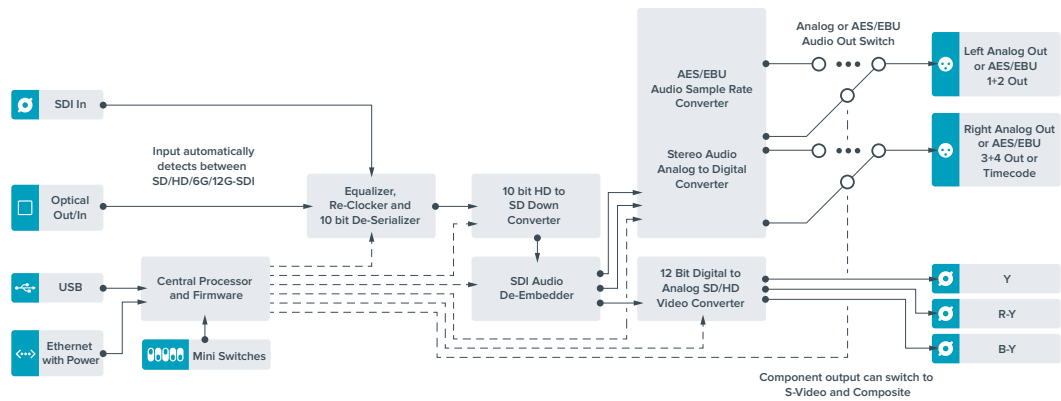 Analog or AES/EBU
Audio Out Switch
Left Analog Out
or AES/EBU
1+2 Out
AES/EBU
Audio Sample Rate
Converter
SDI In
Input automatically
detects between
SD/HD/6G/12G-SDI
Stereo Audio
Analog to Digital
Converter
Right Analog Out
or AES/EBU
3+4 Out or
Timecode
Optical
Out/In
Equalizer,
Re-Clocker and
10 bit De-Serializer
10 bit HD to
SD Down
Converter
USB
Central Processor
and Firmware
SDI Audio
De-Embedder
12 Bit Digital to
Analog SD/HD
Video Converter
Y
R-Y
Ethernet
with Power
Mini Switches
B-Y
Component output can switch to
S-Video and Composite